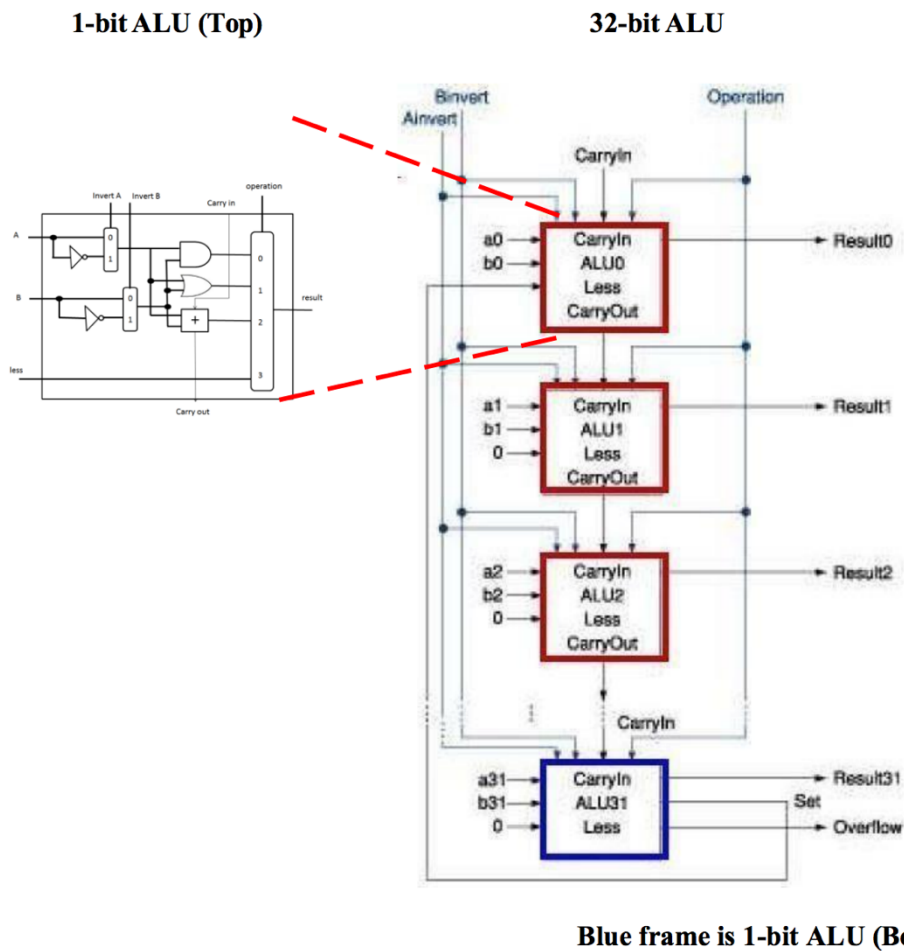 1-bit ALU (Top)
32-bit ALU
Binvert
Ainvert
Operation
CarryIn
Invert A
Invert B
Carry in
operation
A
0
1
B
0
1
+
0
1
2
3
result
less
Carry out
a0
b0
CarryIn
ALU0
Less
CarryOut
Result0
a1
b1
0
CarryIn
ALU1
Less
CarryOut
Result1
a2
b2
0
CarryIn
ALU2
Less
CarryOut
Result2
CarryIn
a31
b31
0
CarryIn
ALU31
Less
Result31
Set
Overflow
Blue frame is 1-bit ALU (B